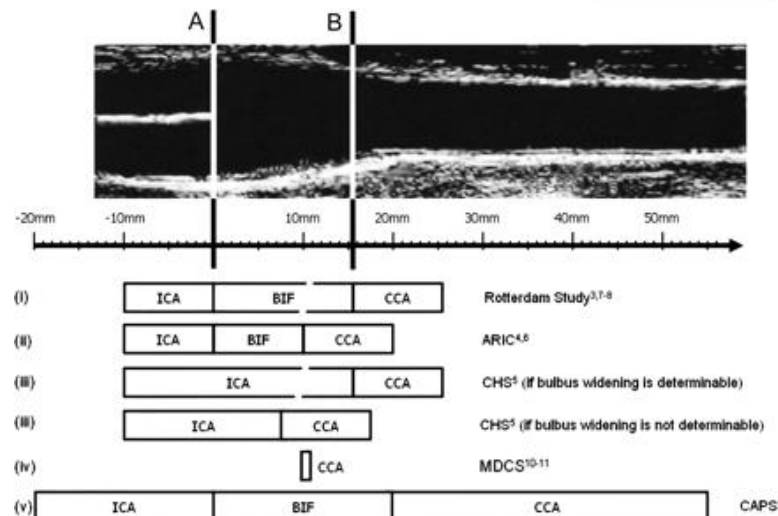 A B
-20mm -10mm 10mm 20mm 30mm 40mm 50mm
(i) ICA BIF CCA Rotterdam Study3,7-8
(ii) ICA BIF CCA ARIC4,6
(iii) ICA CCA CHS5 (if bulbus widening is determinable)
(iii) ICA CCA CHS5 (if bulbus widening is not determinable)
(iv) CCA MDCS10-11
(v) ICA BIF CCA CAPS